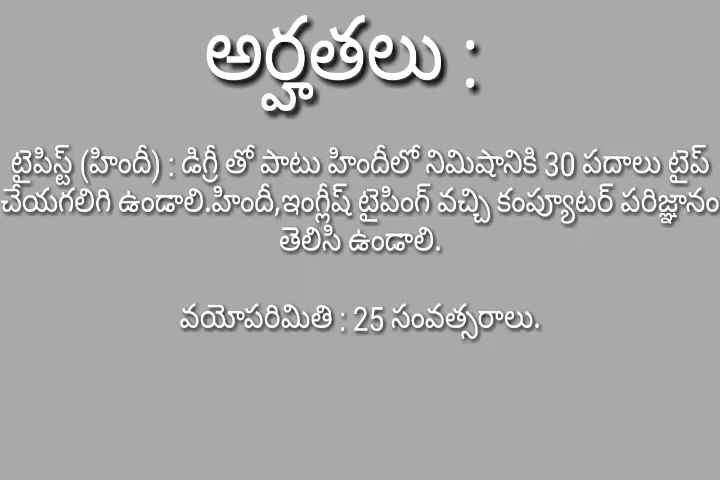 అర్హతలు :
టైపిస్ట్ (హిందీ) : డిగ్రీ తో పాటు హిందీలో నిమిషానికి 30 పదాలు టైప్
చేయగలిగి ఉండాలి.హిందీ,ఇంగ్లీష్ టైపింగ్ వచ్చి కంప్యూటర్ పరిజ్ఞానం
తెలిసి ఉండాలి.
వయోపరిమితి : 25 సంవత్సరాలు.